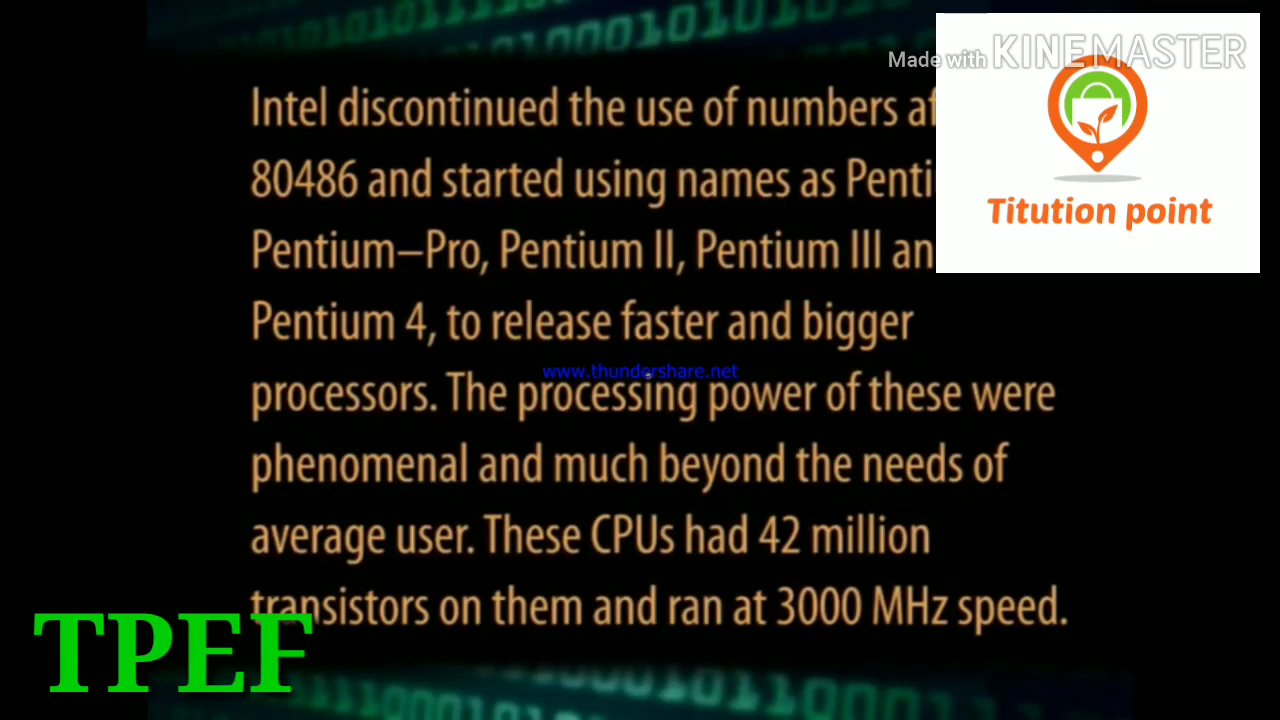 Made with KINEMASTER
Titution point
Intel discontinued the use of numbers
80486 and started using names as
Pentium–Pro, Pentium II, Pentium III
Pentium 4, to release faster and bigger
www.thundershare.net
processors. The processing power of these were
phenomenal and much beyond the needs of
average user. These CPUs had 42 million
transistors on them and ran at 3000 MHz speed.
TPEF